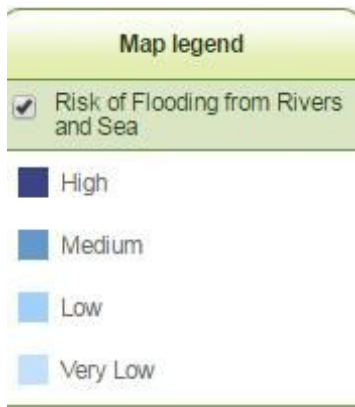 Map legend
Risk of Flooding from Rivers
and Sea
High
Medium
Low
Very Low